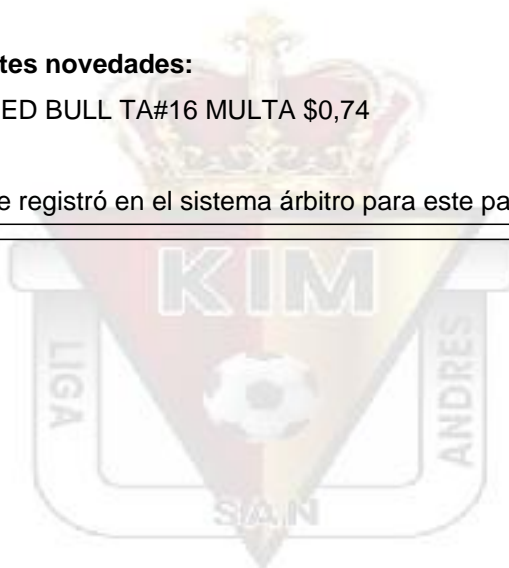 tes novedades:
ED BULL TA#16 MULTA $0,74
e registró en el sistema árbitro para este pa
KIM
LIGA
ANDRES
SAN